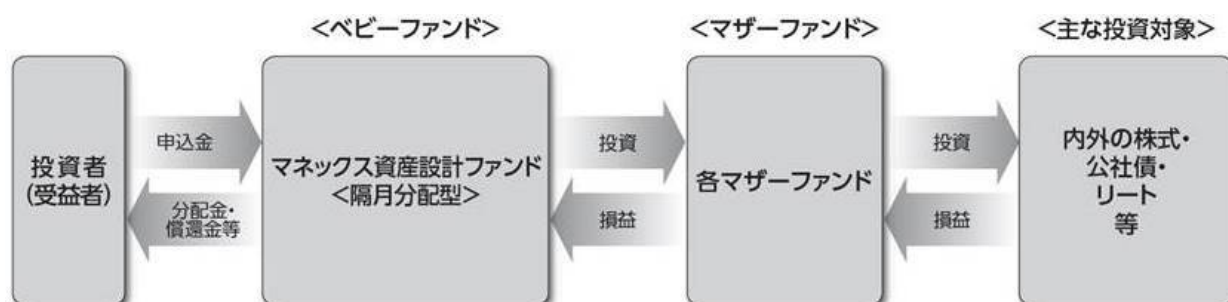 <ベビーファンド>
<マザーファンド>
<主な投資対象>
投資者
(受益者)
申込金
分配金・
償還金等
マネックス資産設計ファンド
<隔月分配型>
投資
損益
各マザーファンド
投資
損益
内外の株式・
公社債・
リート
等